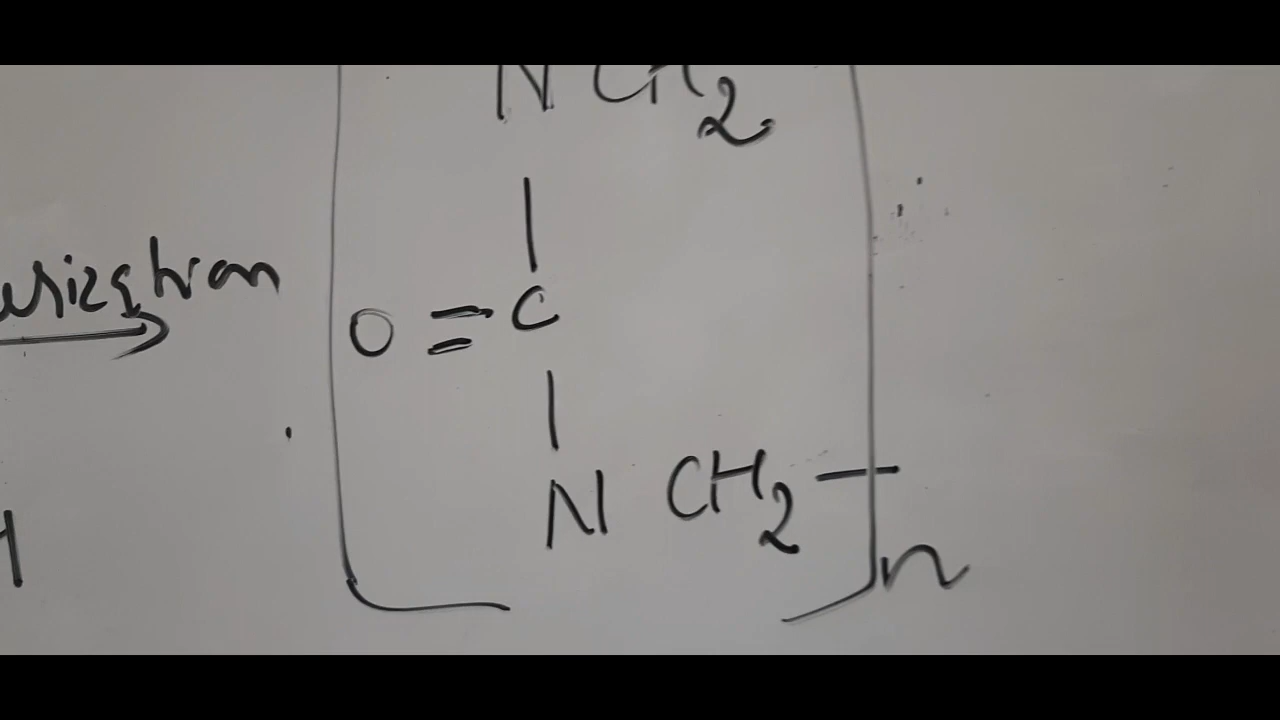 N CH2
|
O = C
|
N CH2 –
n